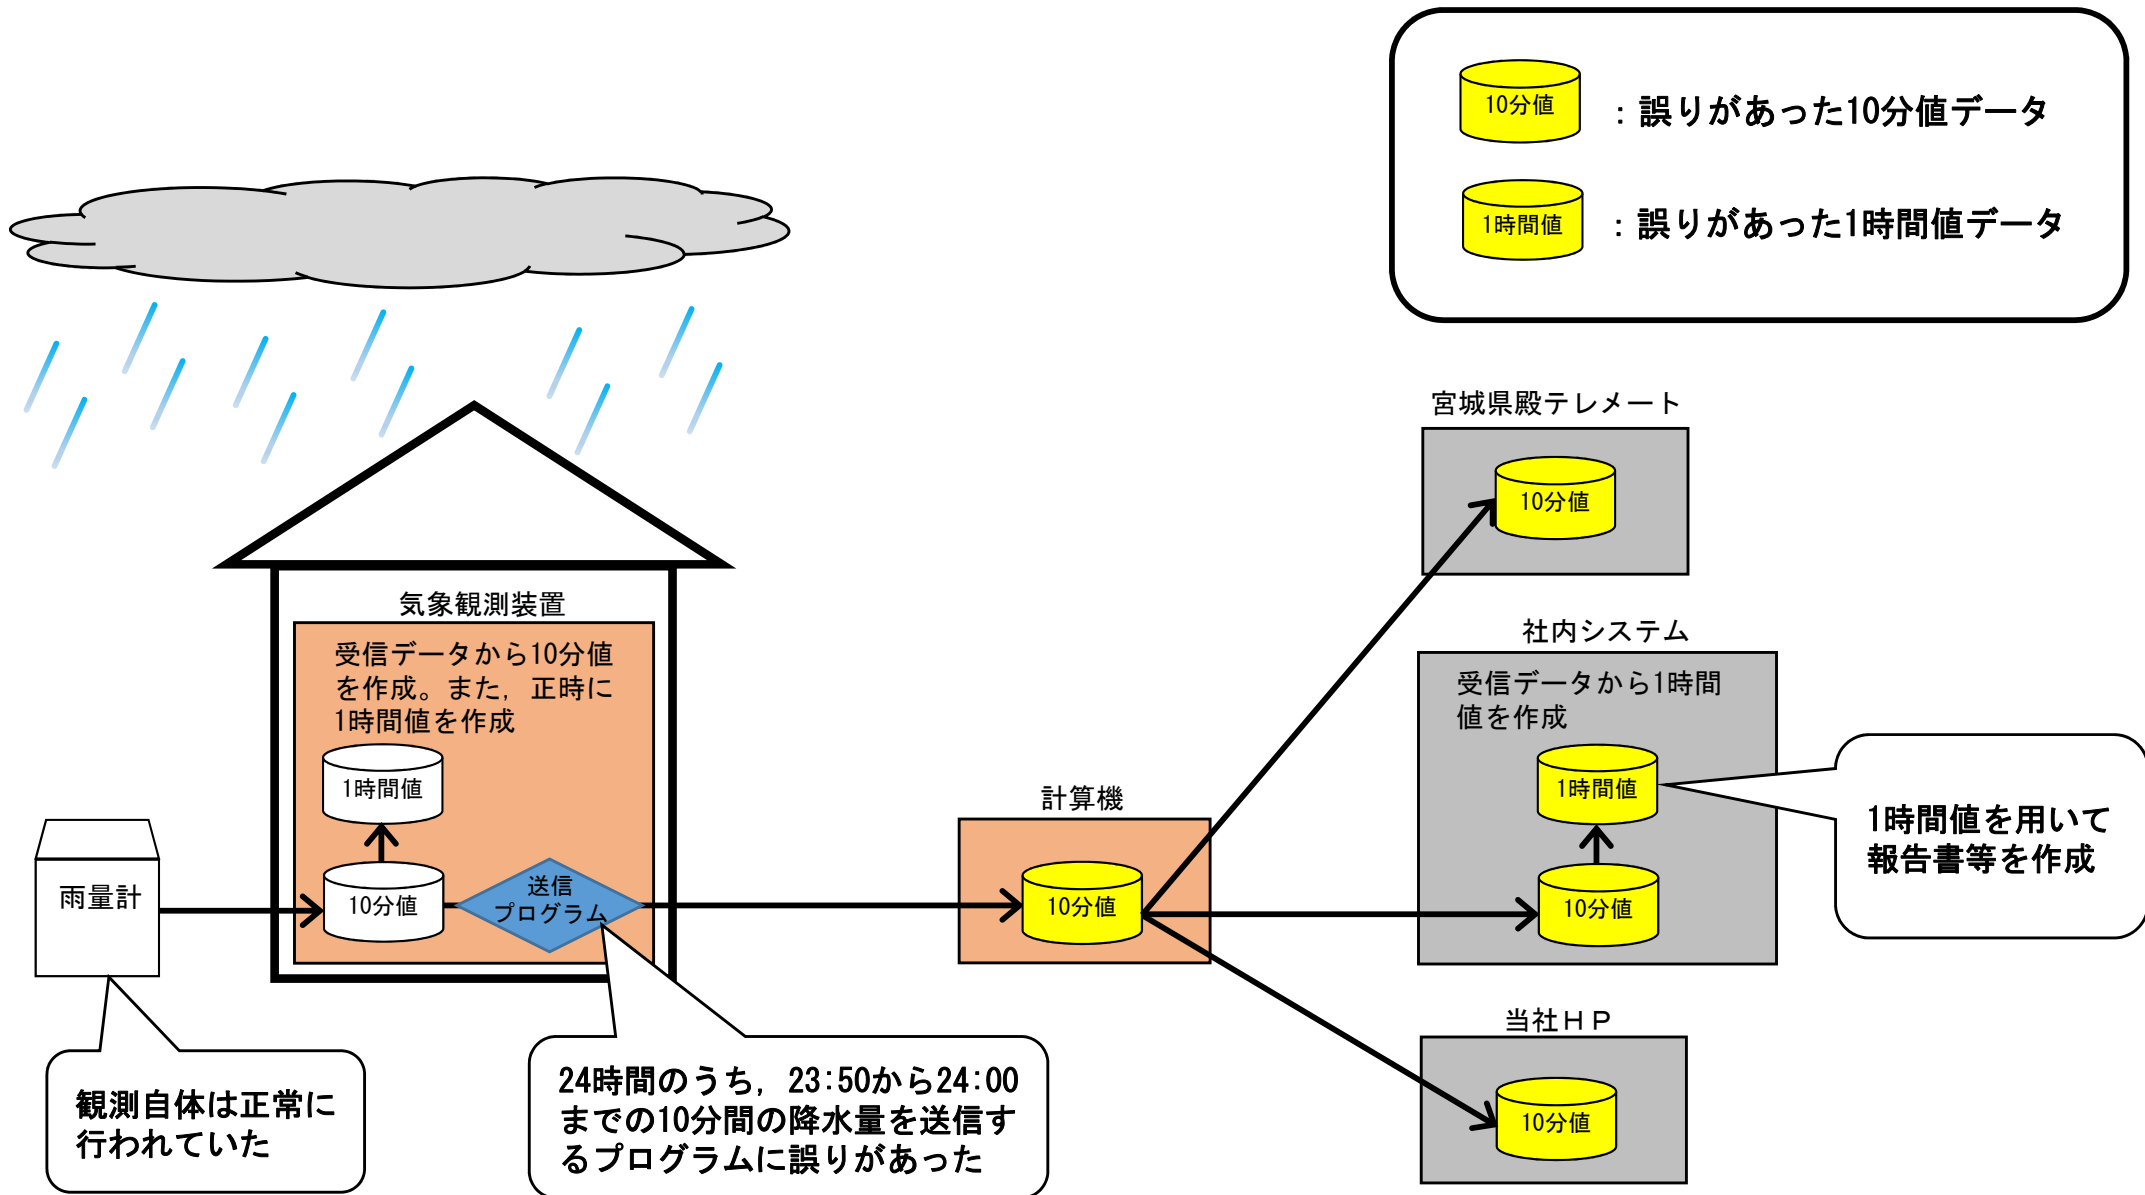 10分値
：誤りがあった10分値データ
1時間値
：誤りがあった1時間値データ
宮城県殿テレメート
10分値
気象観測装置
受信データから10分値
を作成。また，正時に
1時間値を作成
1時間値
10分値
送信
プログラム
雨量計
計算機
10分値
社内システム
受信データから1時間
値を作成
1時間値
10分値
1時間値を用いて
報告書等を作成
当社ＨＰ
10分値
観測自体は正常に
行われていた
24時間のうち，23:50から24:00
までの10分間の降水量を送信す
るプログラムに誤りがあった